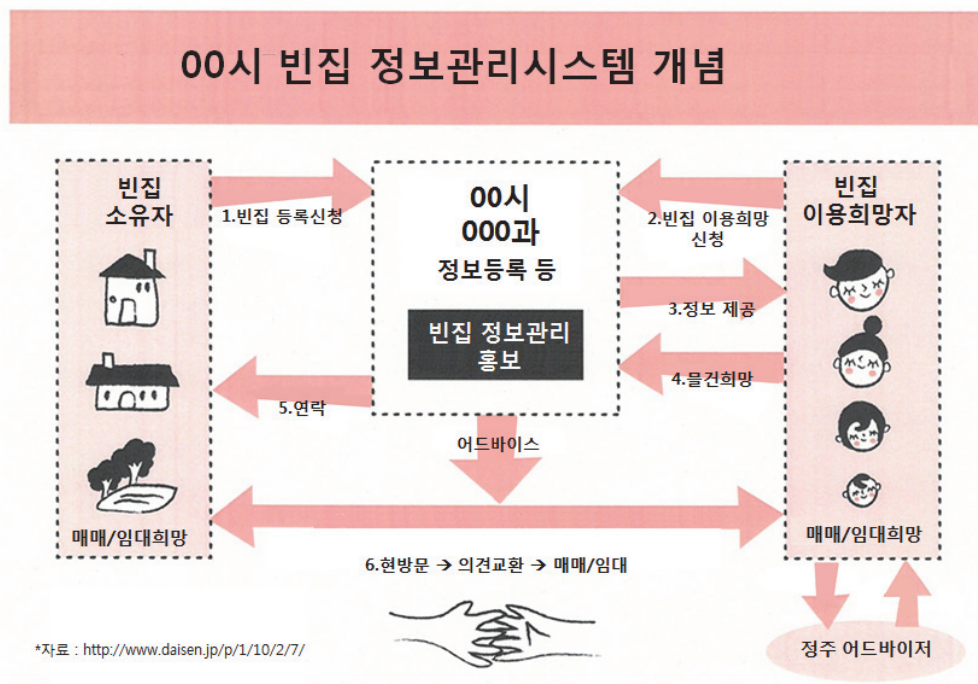 00시 빈집 정보관리시스템 개념
빈집
소유자
매매/임대희망
1.빈집 등록신청
00시
000과
정보등록 등
빈집 정보관리
홍보
2.빈집 이용희망
신청
3.정보 제공
4.믈건희망
5.연락
어드바이스
빈집
이용희망자
매매/임대희망
6.현방문 → 의견교환 → 매매/임대
정주 어드바이저
*자료 : http://www.daisen.jp/p/1/10/2/7/